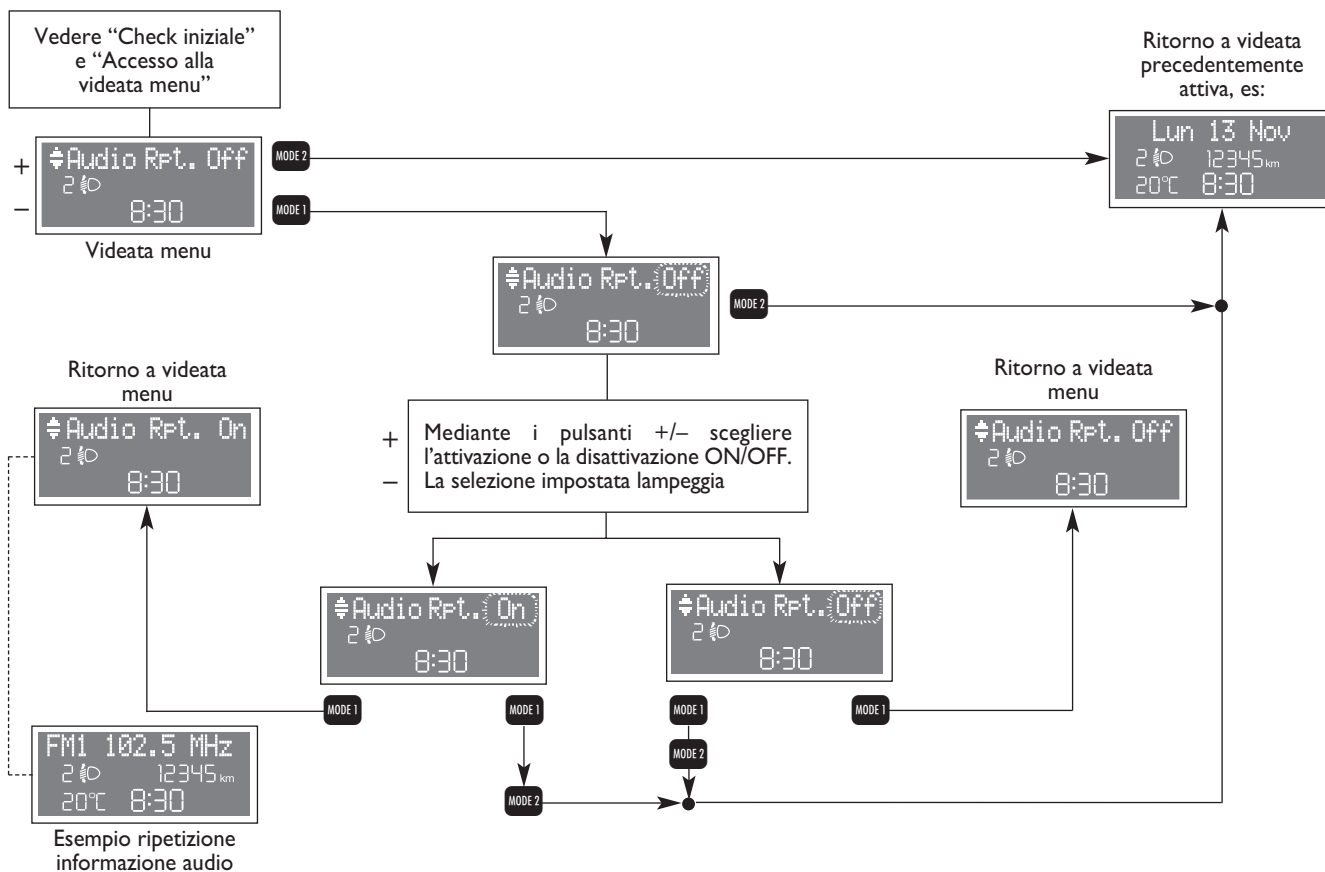 Vedere “Check iniziale”
e “Accesso alla
videata menu”
Ritorno a videata
precedentemente
attiva, es:
+
–
Audio Rpt. Off
2
8:30
MODE 2
MODE 1
Videata menu
Lun 13 Nov
2 12345 km
20°C 8:30
Audio Rpt. Off
2
8:30
MODE 2
Ritorno a videata
menu
Audio Rpt. On
2
8:30
+
–
Mediante i pulsanti +/– scegliere
l’attivazione o la disattivazione ON/OFF.
La selezione impostata lampeggia
Ritorno a videata
menu
Audio Rpt. Off
2
8:30
Audio Rpt. On
2
8:30
Audio Rpt. Off
2
8:30
MODE 1
MODE 1
MODE 1
MODE 1
MODE 2
MODE 2
FM1 102.5 MHz
2 12345 km
20°C 8:30
Esempio ripetizione
informazione audio